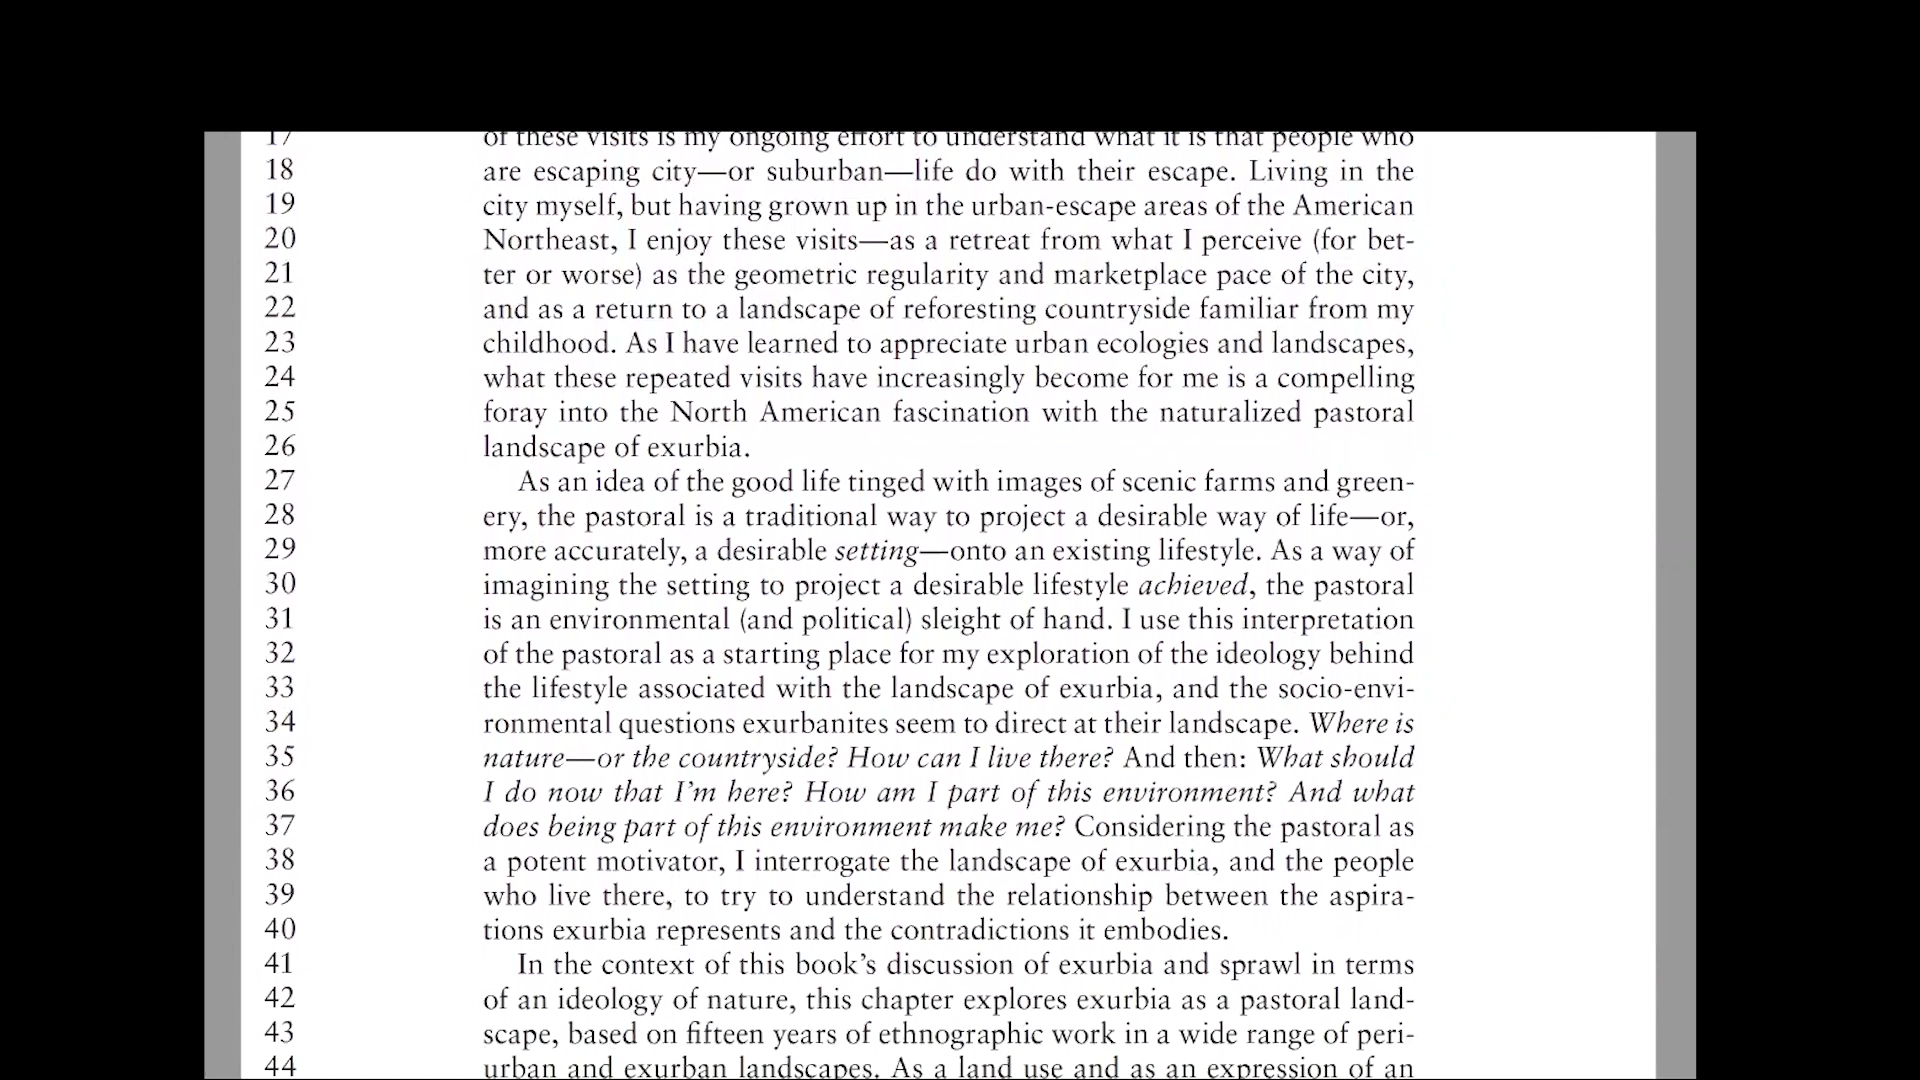 17 of these visits is my ongoing effort to understand what it is that people who
18 are escaping city—or suburban—life do with their escape. Living in the
19 city myself, but having grown up in the urban-escape areas of the American
20 Northeast, I enjoy these visits—as a retreat from what I perceive (for bet-
21 ter or worse) as the geometric regularity and marketplace pace of the city,
22 and as a return to a landscape of reforesting countryside familiar from my
23 childhood. As I have learned to appreciate urban ecologies and landscapes,
24 what these repeated visits have increasingly become for me is a compelling
25 foray into the North American fascination with the naturalized pastoral
26 landscape of exurbia.
27 As an idea of the good life tinged with images of scenic farms and green-
28 ery, the pastoral is a traditional way to project a desirable way of life—or,
29 more accurately, a desirable setting—onto an existing lifestyle. As a way of
30 imagining the setting to project a desirable lifestyle achieved, the pastoral
31 is an environmental (and political) sleight of hand. I use this interpretation
32 of the pastoral as a starting place for my exploration of the ideology behind
33 the lifestyle associated with the landscape of exurbia, and the socio-envi-
34 ronmental questions exurbanites seem to direct at their landscape. Where is
35 nature—or the countryside? How can I live there? And then: What should
36 I do now that I'm here? How am I part of this environment? And what
37 does being part of this environment make me? Considering the pastoral as
38 a potent motivator, I interrogate the landscape of exurbia, and the people
39 who live there, to try to understand the relationship between the aspira-
40 tions exurbia represents and the contradictions it embodies.
41 In the context of this book's discussion of exurbia and sprawl in terms
42 of an ideology of nature, this chapter explores exurbia as a pastoral land-
43 scape, based on fifteen years of ethnographic work in a wide range of peri-
44 urban and exurban landscapes. As a land use and as an expression of an